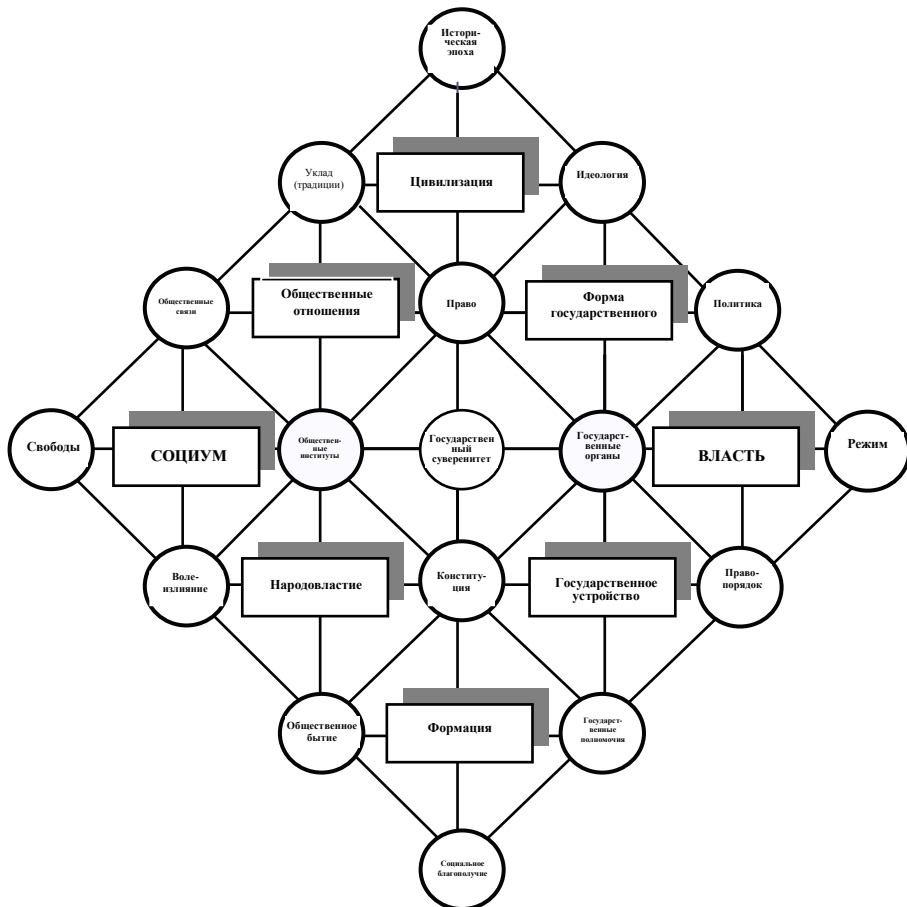 Истори-
ческая
эпоха
Уклад
(традиции)
Цивилизация
Идеология
Общественные
связи
Общественные
отношения
Право
Форма
государственного
Политика
Свободы
СОЦИУМ
Обществен-
ные
институты
Государствен
ный
суверенитет
Государст-
венные
органы
ВЛАСТЬ
Режим
Воле-
изляние
Народовластие
Конститу-
ция
Государственное
устройство
Право-
порядок
Общественное
бытие
Формация
Государст-
венные
полномочия
Социальное
благополучие